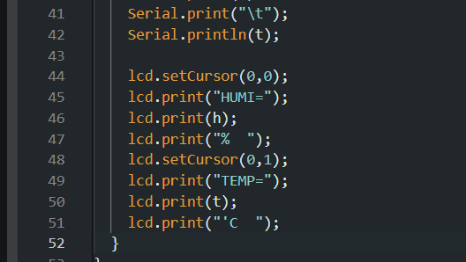 41 Serial.print("\t");
42 Serial.println(t);
43
44 lcd.setCursor(0,0);
45 lcd.print("HUMI=");
46 lcd.print(h);
47 lcd.print("%  ");
48 lcd.setCursor(0,1);
49 lcd.print("TEMP=");
50 lcd.print(t);
51 lcd.print("'C  ");
52 }